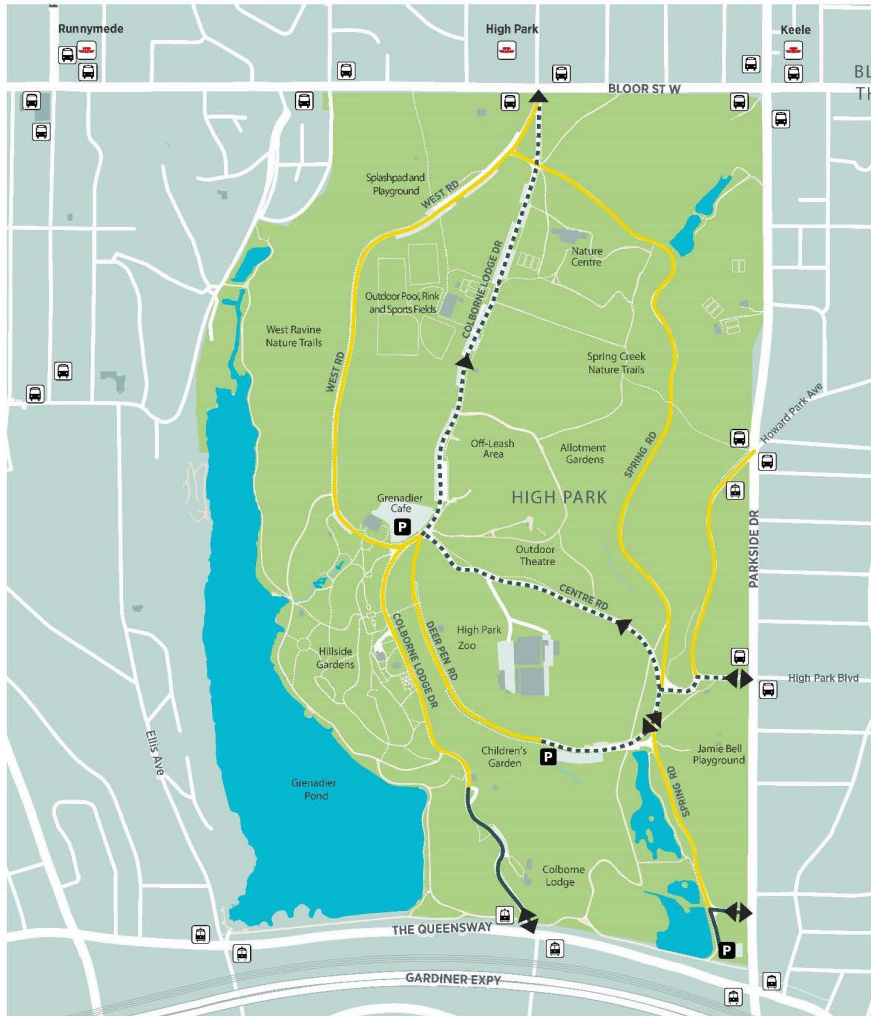 Runnymede
High Park
Keele
BLOOR ST W
BL
TH
Splashpad and
Playground
WEST RD
Nature
Centre
COLBORNE LODGE DR
Outdoor Pool, Rink
and Sports Fields
West Ravine
Nature Trails
WEST RD
Spring Creek
Nature Trails
Howard Park Ave
Off-Leash
Area
Allotment
Gardens
SPRING RD
Grenadier
Cafe
P
HIGH PARK
PARKSIDE DR
Outdoor
Theatre
CENTRE RD
High Park
Zoo
DEER PEN RD
COLBORNE LODGE DR
Hillside
Gardens
High Park Blvd
Ellis Ave
Children's
Garden
P
Jamie Bell
Playground
SPRING RD
Grenadier
Pond
Colborne
Lodge
THE QUEENSWAY
P
GARDINER EXPY